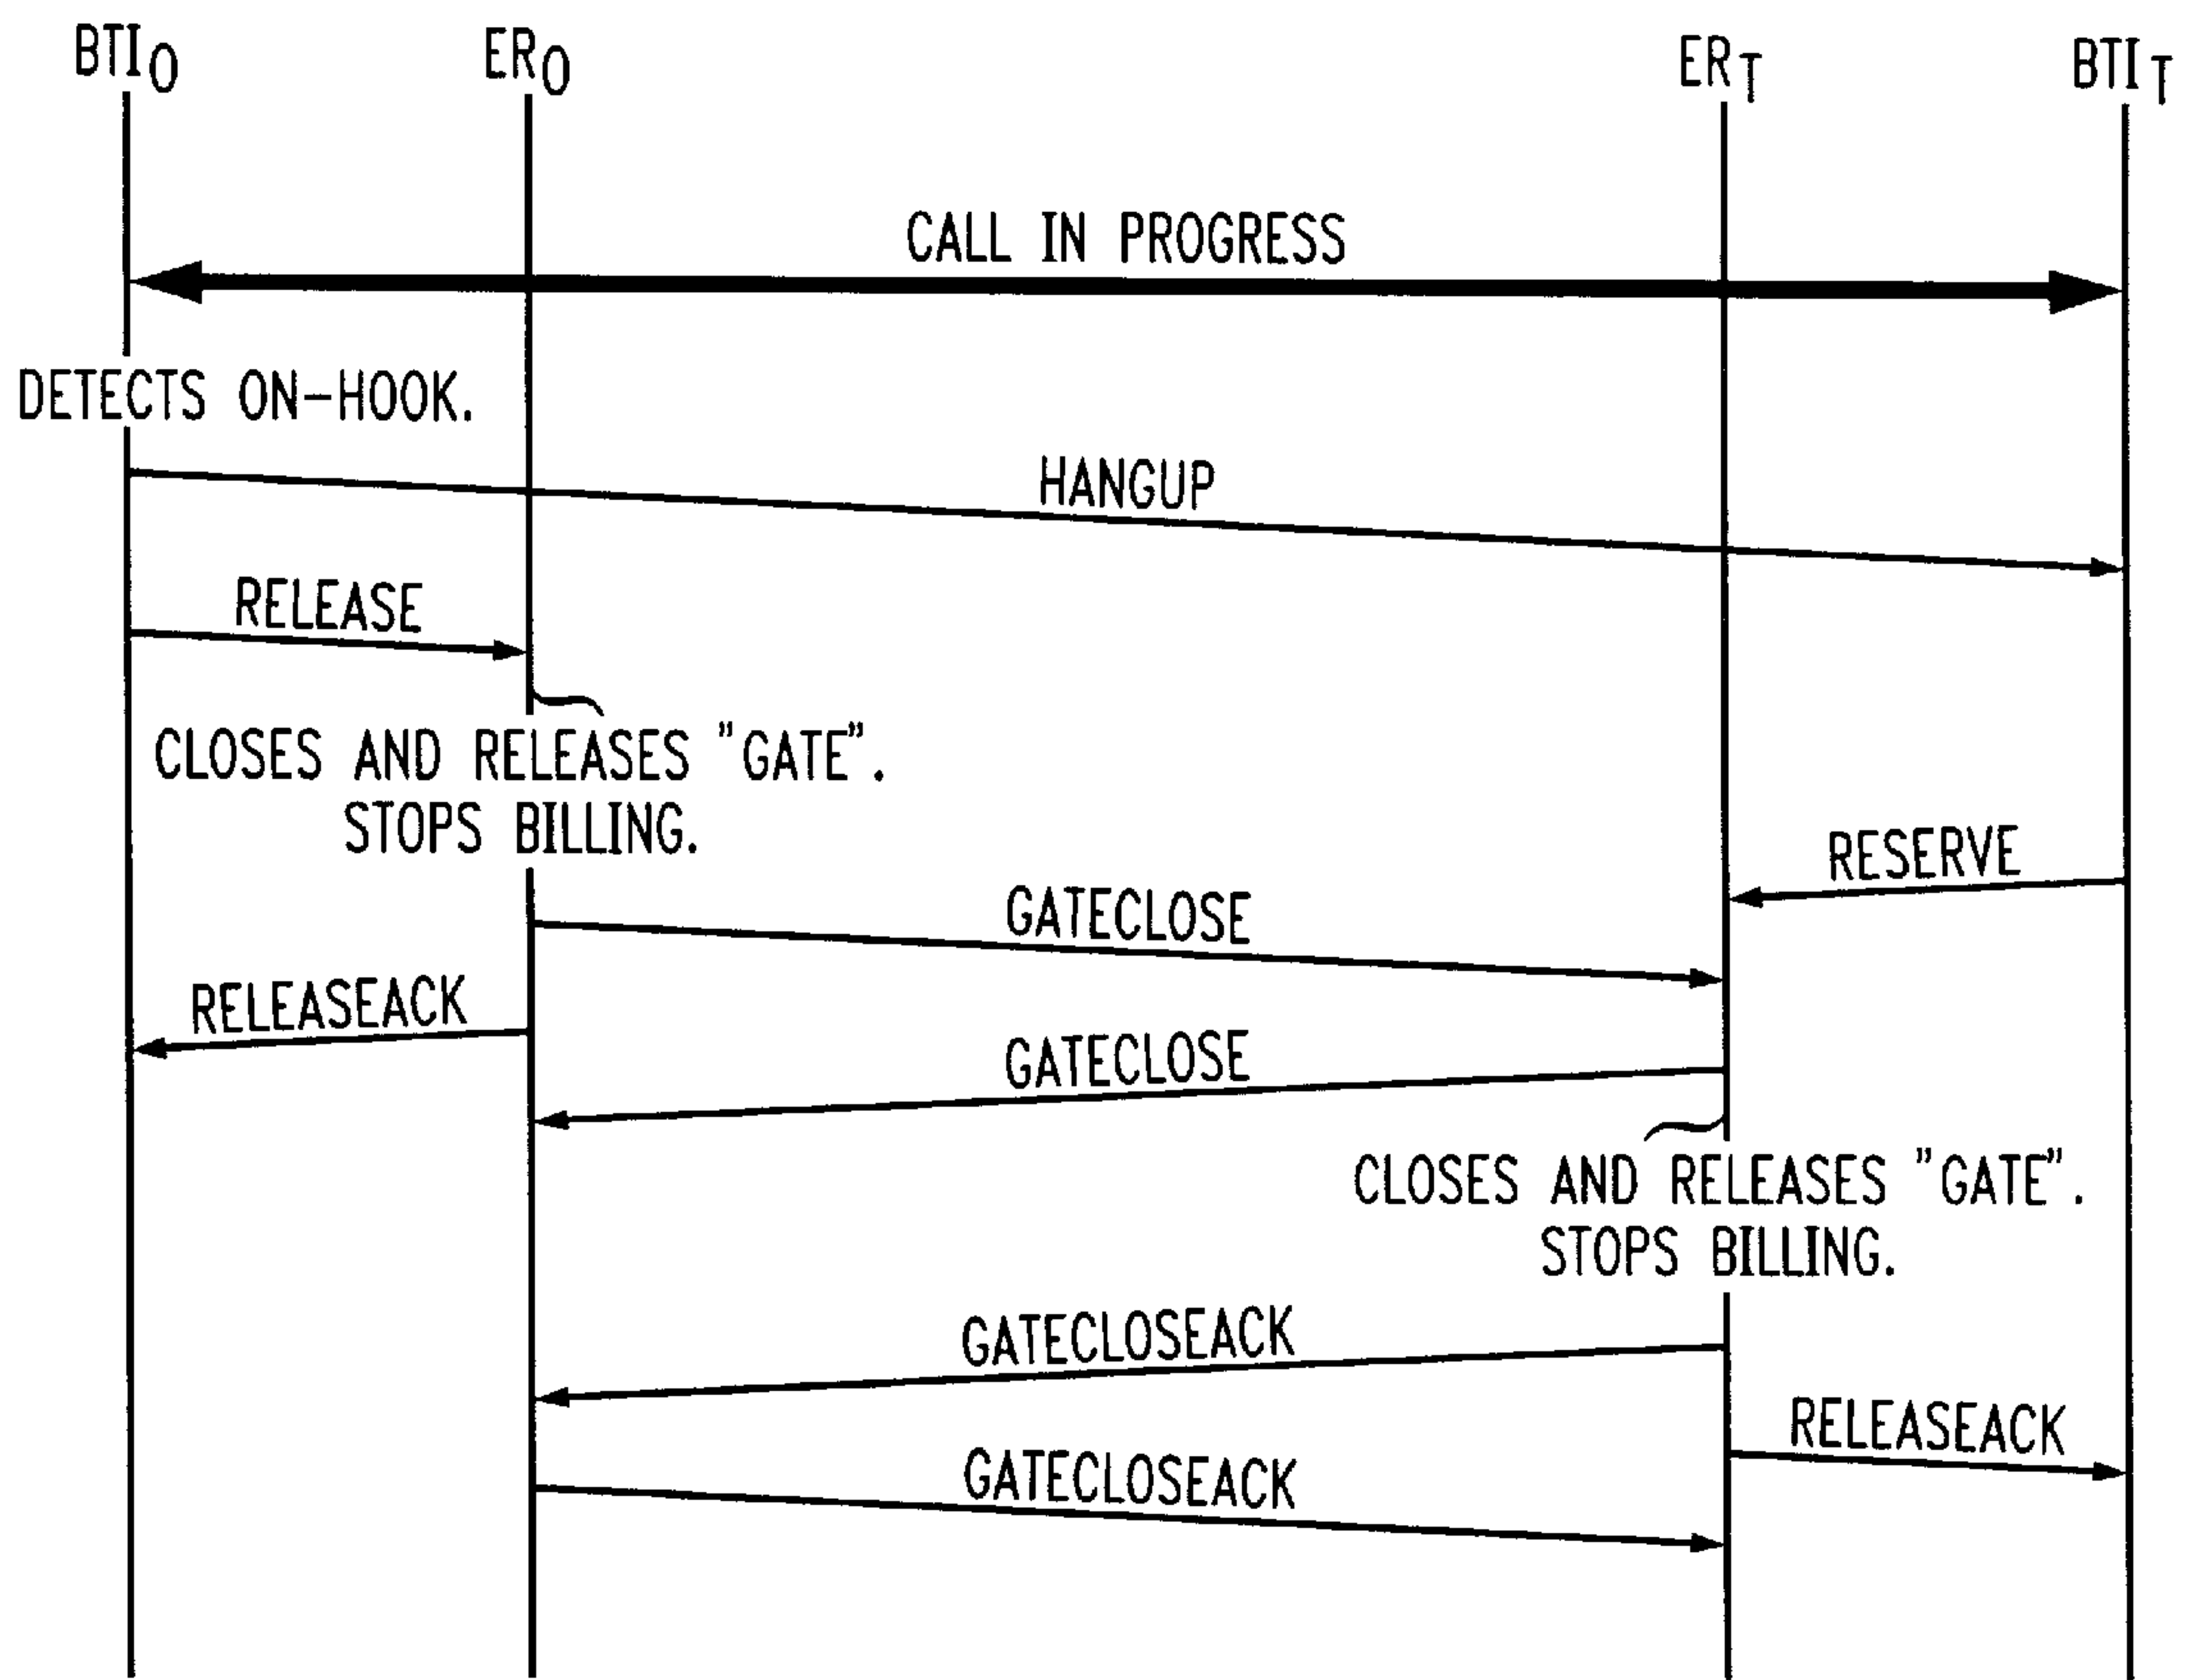 BTIO ERO ERT BTIT
CALL IN PROGRESS
DETECTS ON-HOOK.
HANGUP
RELEASE
CLOSES AND RELEASES "GATE".
STOPS BILLING.
RESERVE
GATECLOSE
RELEASEACK
GATECLOSE
CLOSES AND RELEASES "GATE".
STOPS BILLING.
GATECLOSEACK
RELEASEACK
GATECLOSEACK